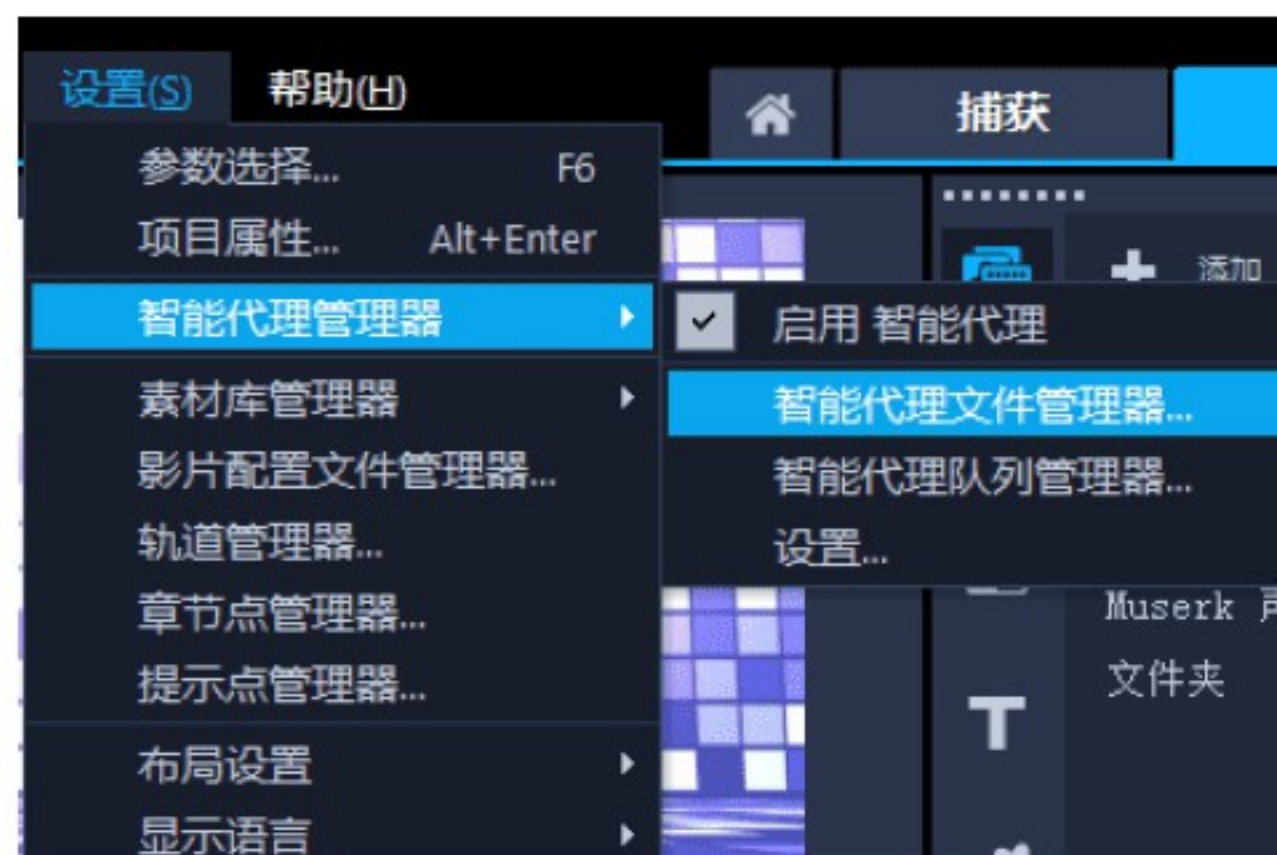 设置(S) 帮助(H)
捕获
参数选择... F6
项目属性... Alt+Enter
添加
智能代理管理器
启用 智能代理
素材库管理器
智能代理文件管理器...
影片配置文件管理器...
智能代理队列管理器...
轨道管理器...
设置...
章节点管理器...
Muserk
提示点管理器...
文件夹
布局设置
显示语言